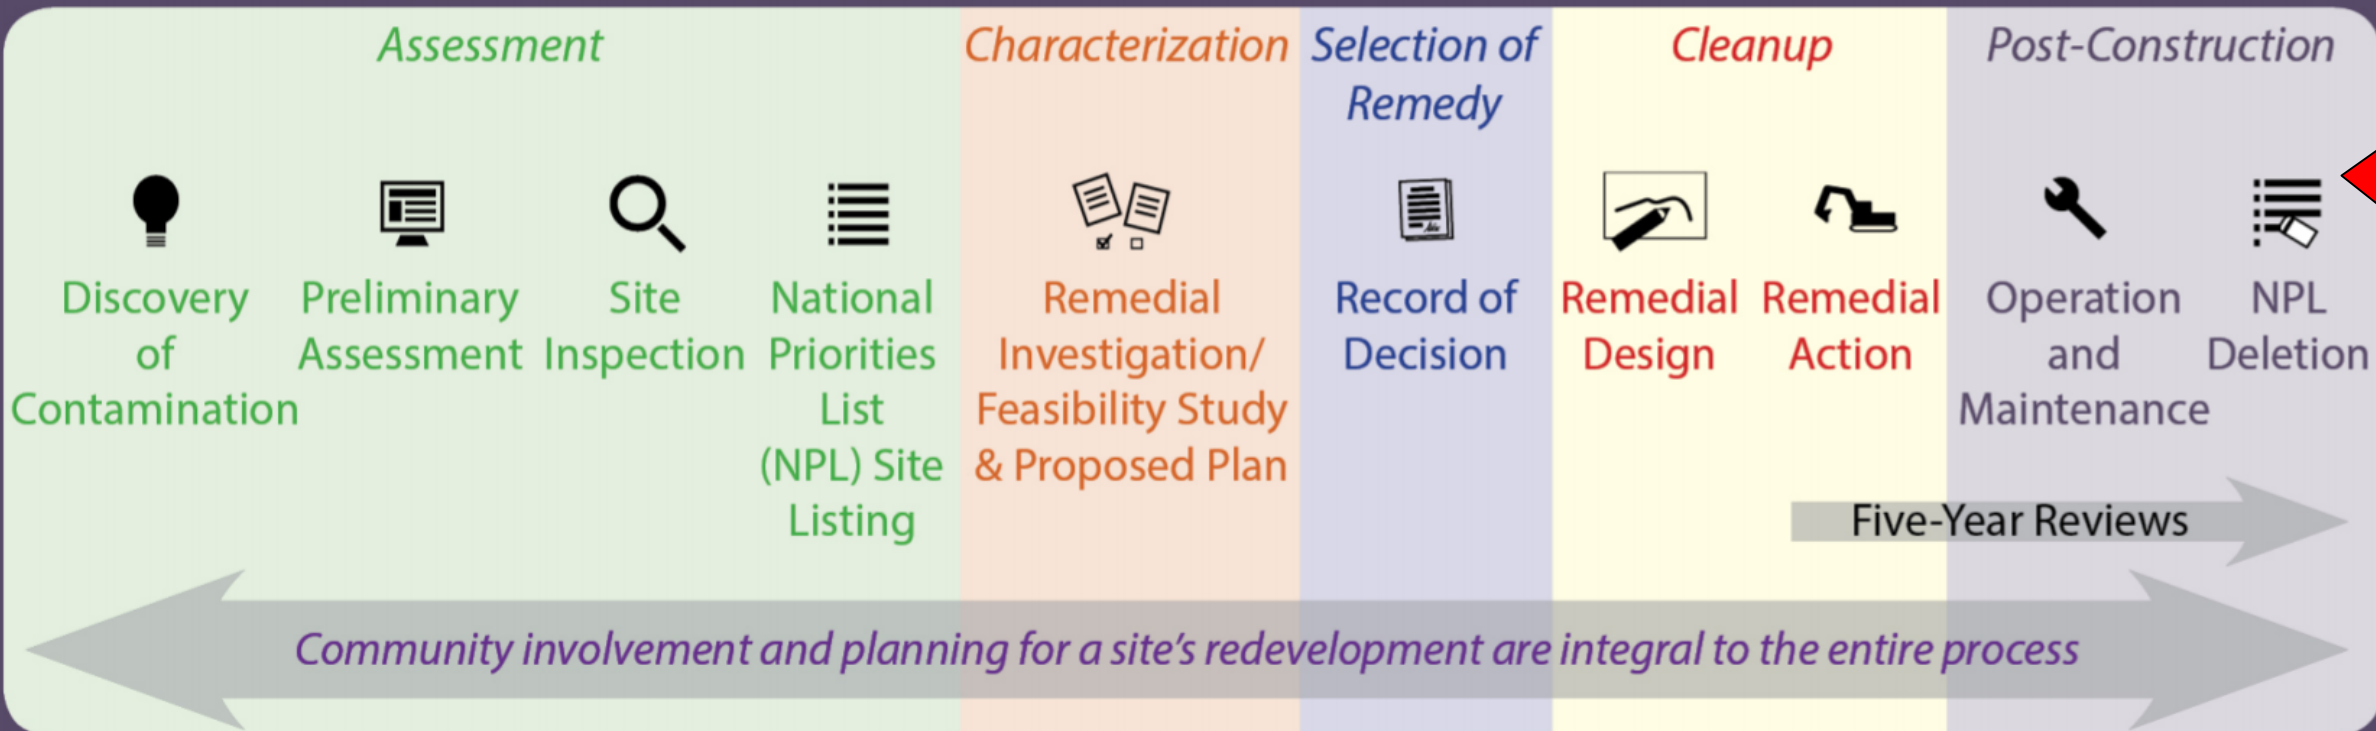 Assessment
Discovery
of
Contamination
Preliminary
Assessment
Site
Inspection
National
Priorities
List
(NPL) Site
Listing
Characterization
Remedial
Investigation/
Feasibility Study
& Proposed Plan
Selection of
Remedy
Record of
Decision
Cleanup
Remedial
Design
Remedial
Action
Post-Construction
Operation
and
Maintenance
NPL
Deletion
Five-Year Reviews
Community involvement and planning for a site's redevelopment are integral to the entire process